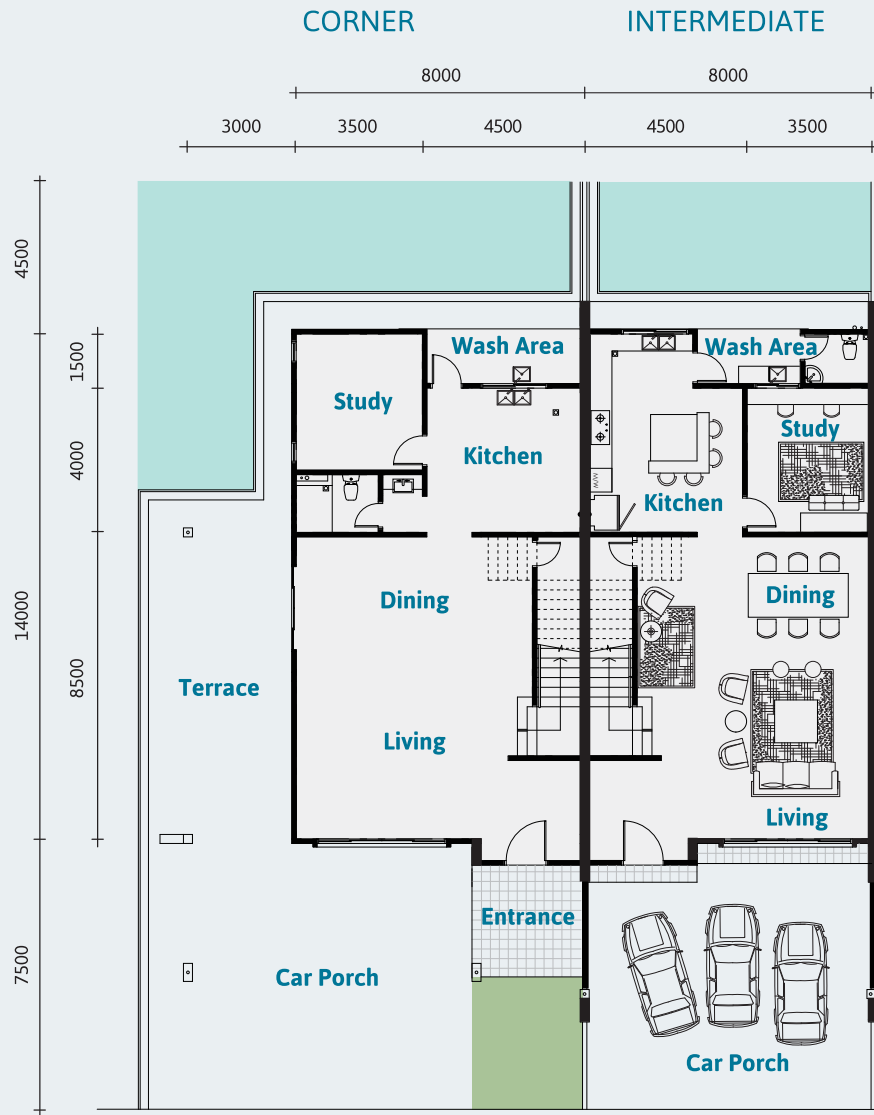 CORNER
INTERMEDIATE
8000
8000
3000
3500
4500
4500
3500
4500
1500
4000
14000
8500
7500
Wash Area
Wash Area
Study
Study
Kitchen
M/W
Kitchen
Dining
Dining
Terrace
Living
Living
Entrance
Car Porch
Car Porch